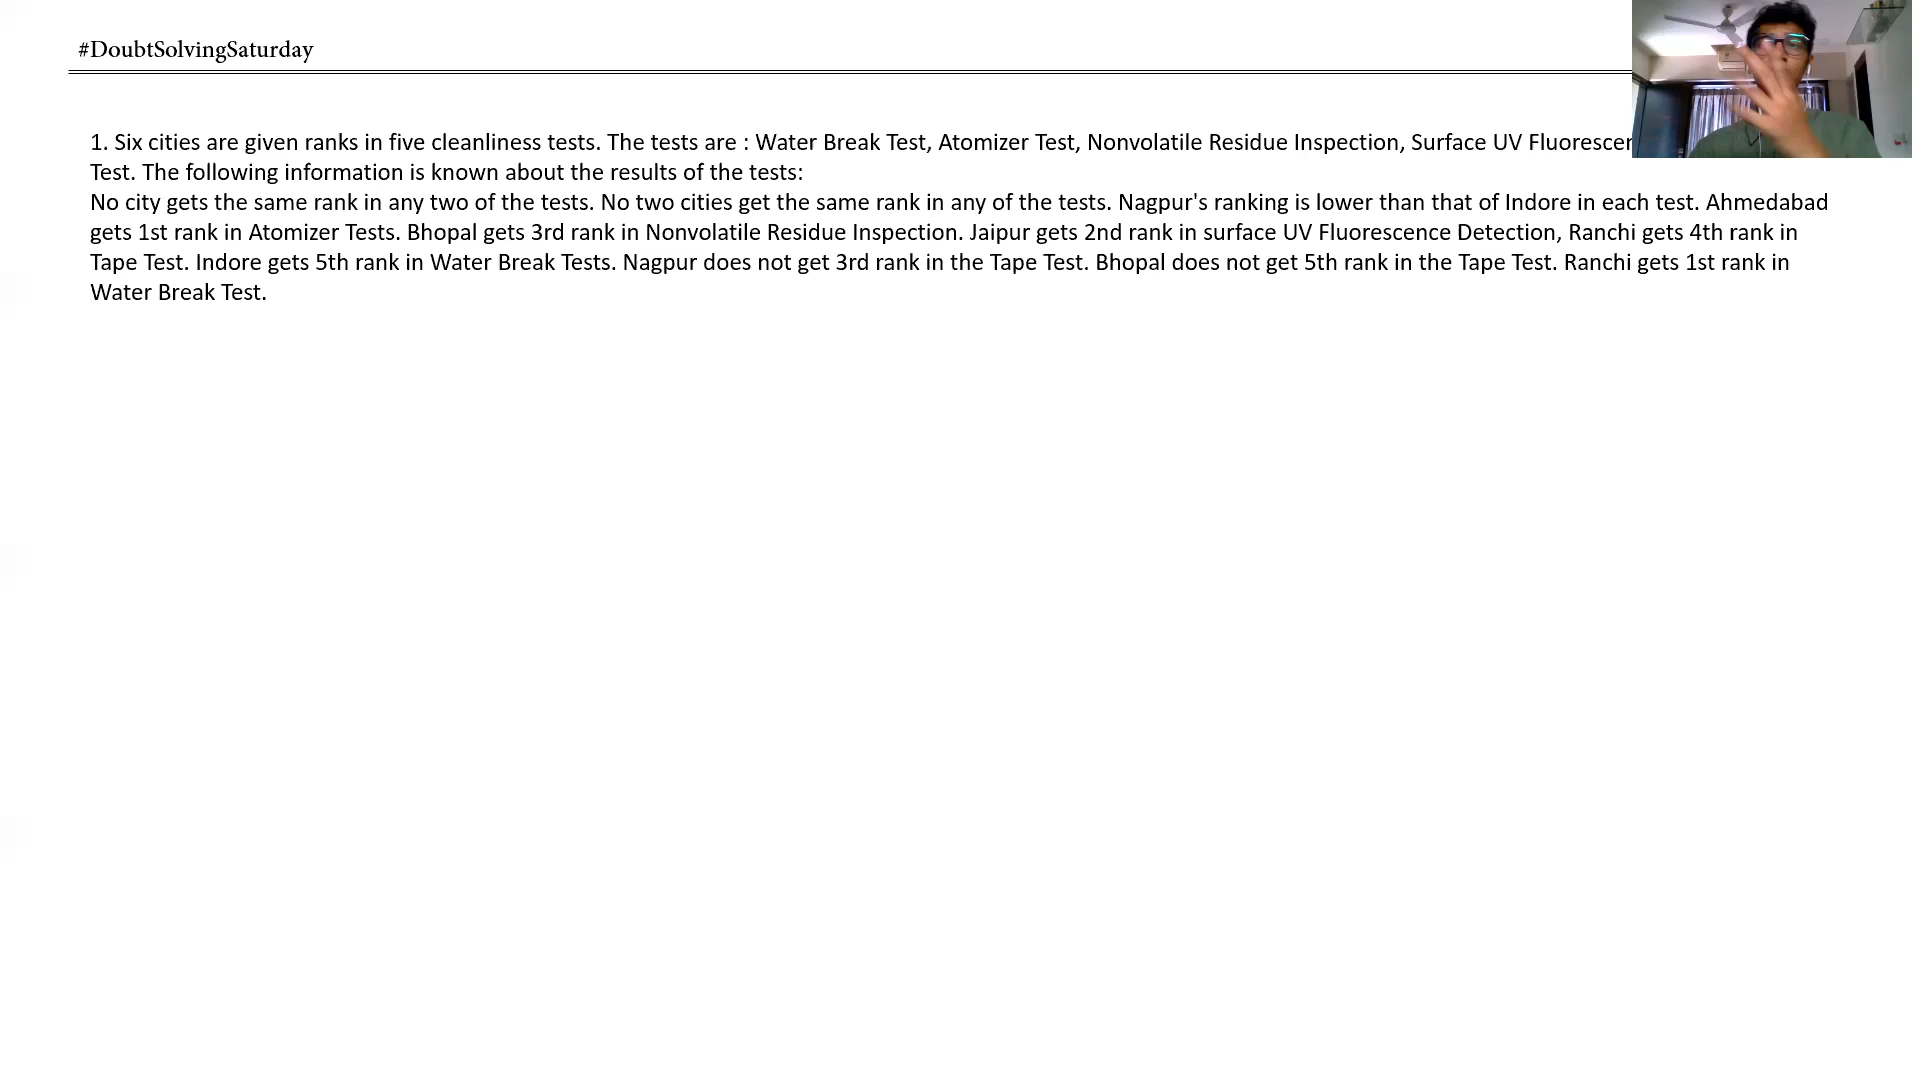 #DoubtSolvingSaturday
1. Six cities are given ranks in five cleanliness tests. The tests are : Water Break Test, Atomizer Test, Nonvolatile Residue Inspection, Surface UV
Test. The following information is known about the results of the tests:
No city gets the same rank in any two of the tests. No two cities get the same rank in any of the tests. Nagpur's ranking is lower than that of Indore in each test. Ahmedabad
gets 1st rank in Atomizer Tests. Bhopal gets 3rd rank in Nonvolatile Residue Inspection. Jaipur gets 2nd rank in surface UV Fluorescence Detection, Ranchi gets 4th rank in
Tape Test. Indore gets 5th rank in Water Break Tests. Nagpur does not get 3rd rank in the Tape Test. Bhopal does not get 5th rank in the Tape Test. Ranchi gets 1st rank in
Water Break Test.